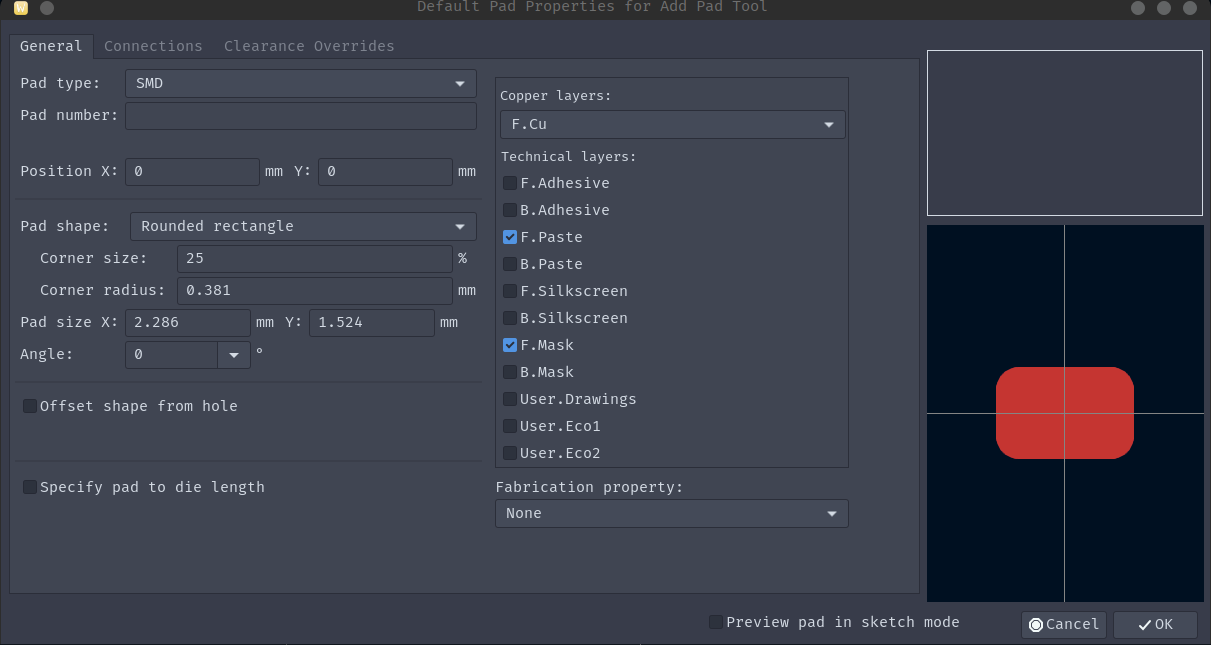 Default Pad Properties for Add Pad Tool
W
General Connections Clearance Overrides
Pad type: SMD
Pad number:
Position X: 0 mm Y: 0 mm
Pad shape: Rounded rectangle
Corner size: 25 %
Corner radius: 0.381 mm
Pad size X: 2.286 mm Y: 1.524 mm
Angle: 0 °
Offset shape from hole
Specify pad to die length
Copper layers:
F.Cu
Technical layers:
F.Adhesive
B.Adhesive
F.Paste
B.Paste
F.Silkscreen
B.Silkscreen
F.Mask
B.Mask
User.Drawings
User.Eco1
User.Eco2
Fabrication property:
None
Preview pad in sketch mode
Cancel
OK